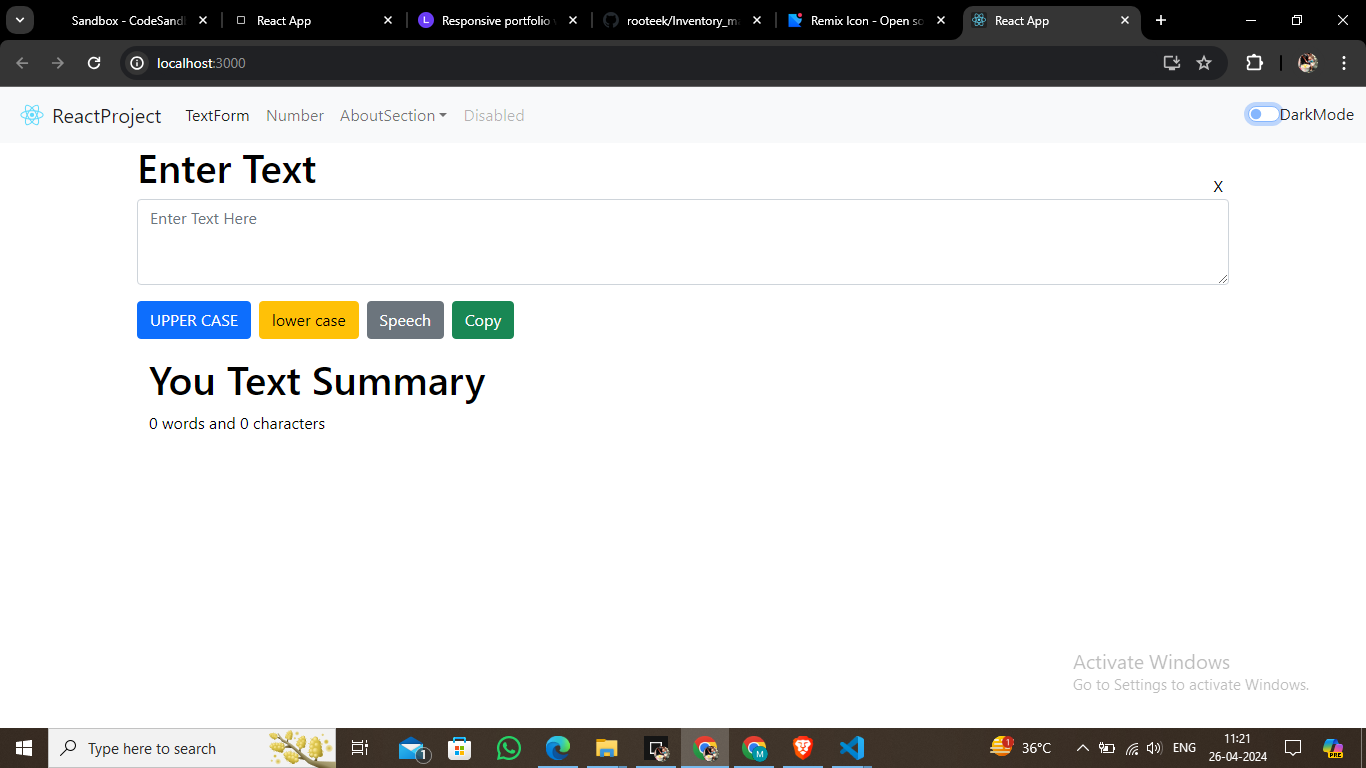 Sandbox - CodeSand
React App
L Responsive portfolio
rooteek/Inventory_m
Remix Icon - Open so
React App
localhost:3000
ReactProject TextForm Number AboutSection Disabled DarkMode
Enter Text
X
Enter Text Here
UPPER CASE lower case Speech Copy
You Text Summary
0 words and 0 characters
Activate Windows
Go to Settings to activate Windows.
Type here to search
1
M
1
36°C
ENG
11:21
26-04-2024
PRE